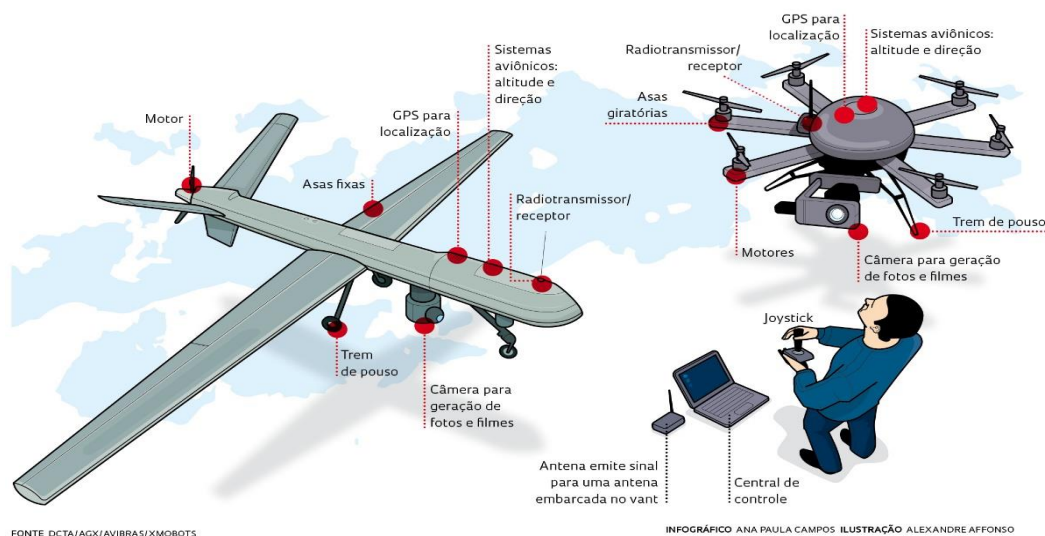 Motor
Asas fixas
GPS para
localização
Sistemas
aviônicos:
altitude e
direção
Radiotransmissor/
receptor
Trem
de pouso
Câmera para
geração de
fotos e filmes
Radiotransmissor/
receptor
Asas
giratórias
GPS para
localização
Sistemas aviônicos:
altitude e direção
Motores
Trem de pouso
Câmera para geração
de fotos e filmes
Joystick
Antena emite sinal
para uma antena
embarcada no vant
Central de
controle
FONTE DCTA/AGX/AVIBRAS/XMOBOTS
INFOGRÁFICO ANA PAULA CAMPOS ILUSTRAÇÃO ALEXANDRE AFFONSO